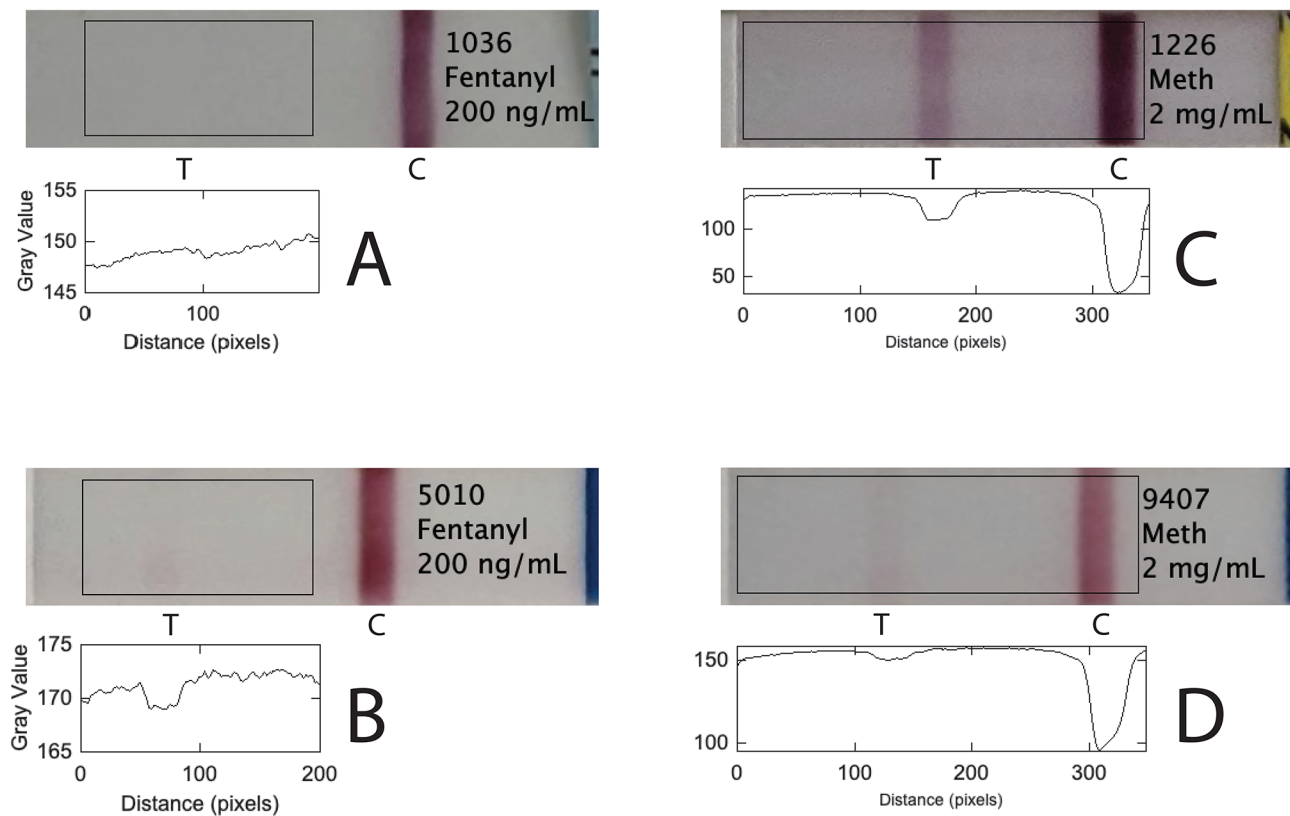 1036
Fentanyl
200 ng/mL
T
C
155
150
145
Gray Value
0
100
Distance (pixels)
A
1226
Meth
2 mg/mL
T
C
100
50
0
100
200
300
Distance (pixels)
C
5010
Fentanyl
200 ng/mL
T
C
175
170
165
Gray Value
0
100
200
Distance (pixels)
B
9407
Meth
2 mg/mL
T
C
150
100
0
100
200
300
Distance (pixels)
D